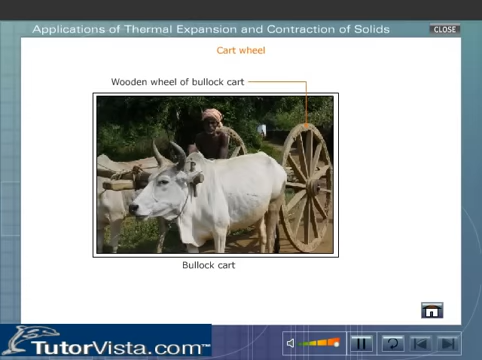 Applications of Thermal Expansion and Contraction of Solids
CLOSE
Cart wheel
Wooden wheel of bullock cart
Bullock cart
TutorVista.com™